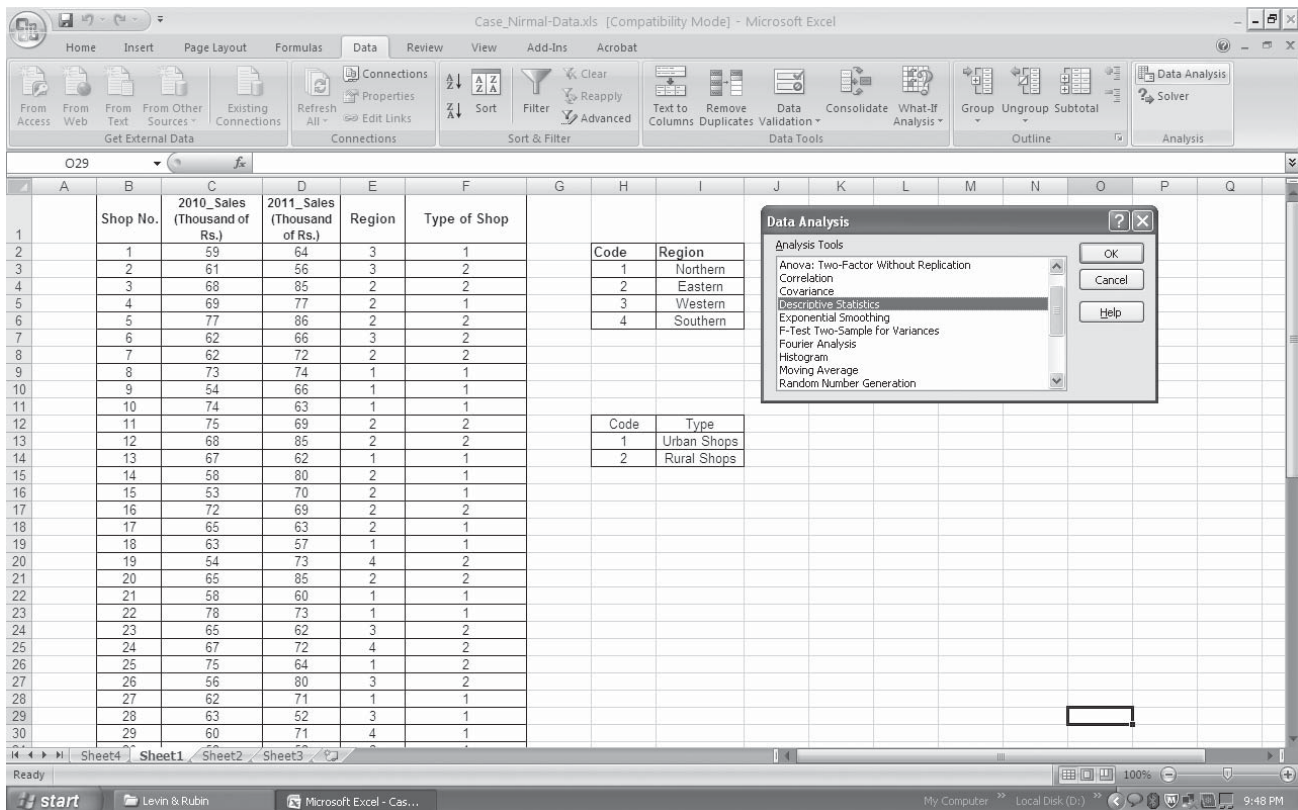 Case_Nirmal-Data.xls [Compatibility Mode] - Microsoft Excel
Home Insert Page Layout Formulas Data Review View Add-Ins Acrobat
From Access
From Web
From Text
From Other Sources
Existing Connections
Get External Data
Refresh All
Connections
Properties
Edit Links
Connections
Sort
Filter
Clear
Reapply
Advanced
Sort & Filter
Text to Columns
Remove Duplicates
Data Validation
Consolidate
What-If Analysis
Data Tools
Group
Ungroup
Subtotal
Outline
Data Analysis
Solver
Analysis
O29 fx
A B C D E F G H I J K L M N O P Q
1 Shop No. 2010_Sales (Thousand of Rs.) 2011_Sales (Thousand of Rs.) Region Type of Shop
2 1 59 64 3 1 Code Region
3 2 61 56 3 2 1 Northern
4 3 68 85 2 2 2 Eastern
5 4 69 77 2 1 3 Western
6 5 77 86 2 2 4 Southern
7 6 62 66 3 2
8 7 62 72 2 2
9 8 73 74 1 1
10 9 54 66 1 1
11 10 74 63 1 1
12 11 75 69 2 2 Code Type
13 12 68 85 2 2 1 Urban Shops
14 13 67 62 1 1 2 Rural Shops
15 14 58 80 2 1
16 15 53 70 2 1
17 16 72 69 2 2
18 17 65 63 2 1
19 18 63 57 1 1
20 19 54 73 4 2
21 20 65 85 2 2
22 21 58 60 1 1
23 22 78 73 1 1
24 23 65 62 3 2
25 24 67 72 4 2
26 25 75 64 1 2
27 26 56 80 3 2
28 27 62 71 1 1
29 28 63 52 3 1
30 29 60 71 4 1
Data Analysis
Analysis Tools
Anova: Two-Factor Without Replication
Correlation
Covariance
Descriptive Statistics
Exponential Smoothing
F-Test Two-Sample for Variances
Fourier Analysis
Histogram
Moving Average
Random Number Generation
OK
Cancel
Help
Sheet4 Sheet1 Sheet2 Sheet3
Ready 100%
start Levin & Rubin Microsoft Excel - Cas... My Computer Local Disk (D:) 9:48 PM